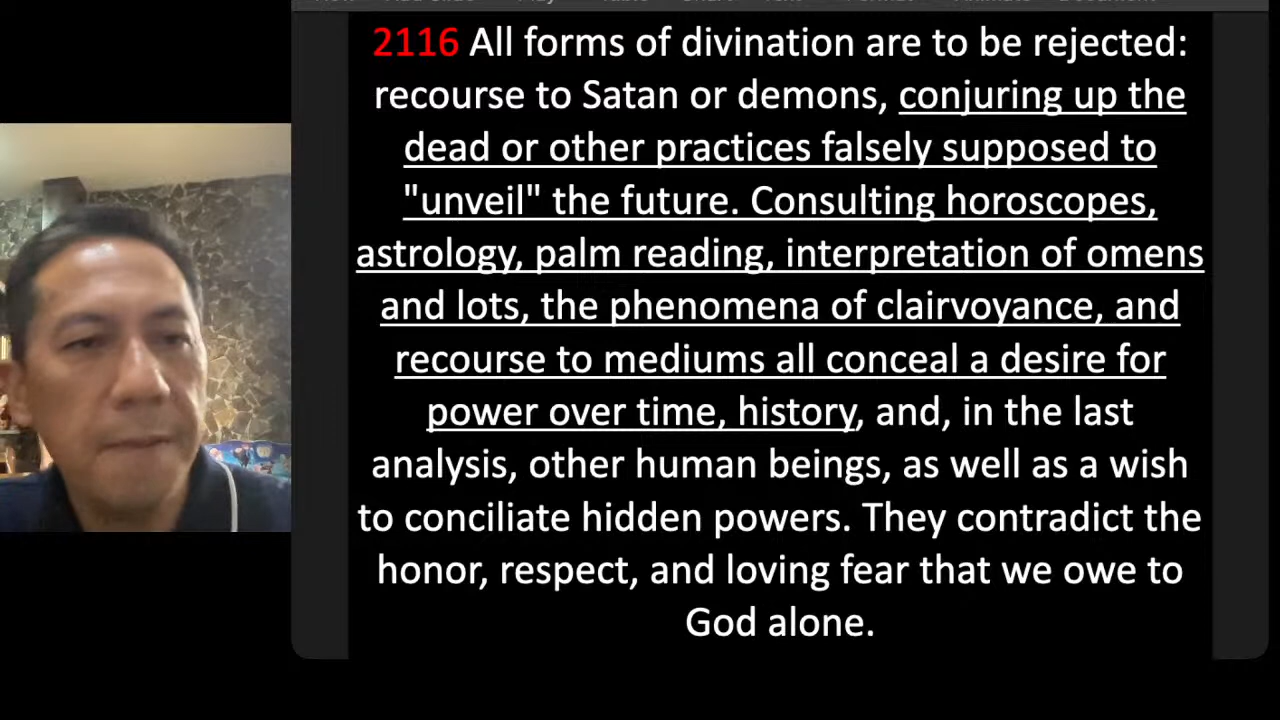 2116 All forms of divination are to be rejected:
recourse to Satan or demons, conjuring up the
dead or other practices falsely supposed to
"unveil" the future. Consulting horoscopes,
astrology, palm reading, interpretation of omens
and lots, the phenomena of clairvoyance, and
recourse to mediums all conceal a desire for
power over time, history, and, in the last
analysis, other human beings, as well as a wish
to conciliate hidden powers. They contradict the
honor, respect, and loving fear that we owe to
God alone.